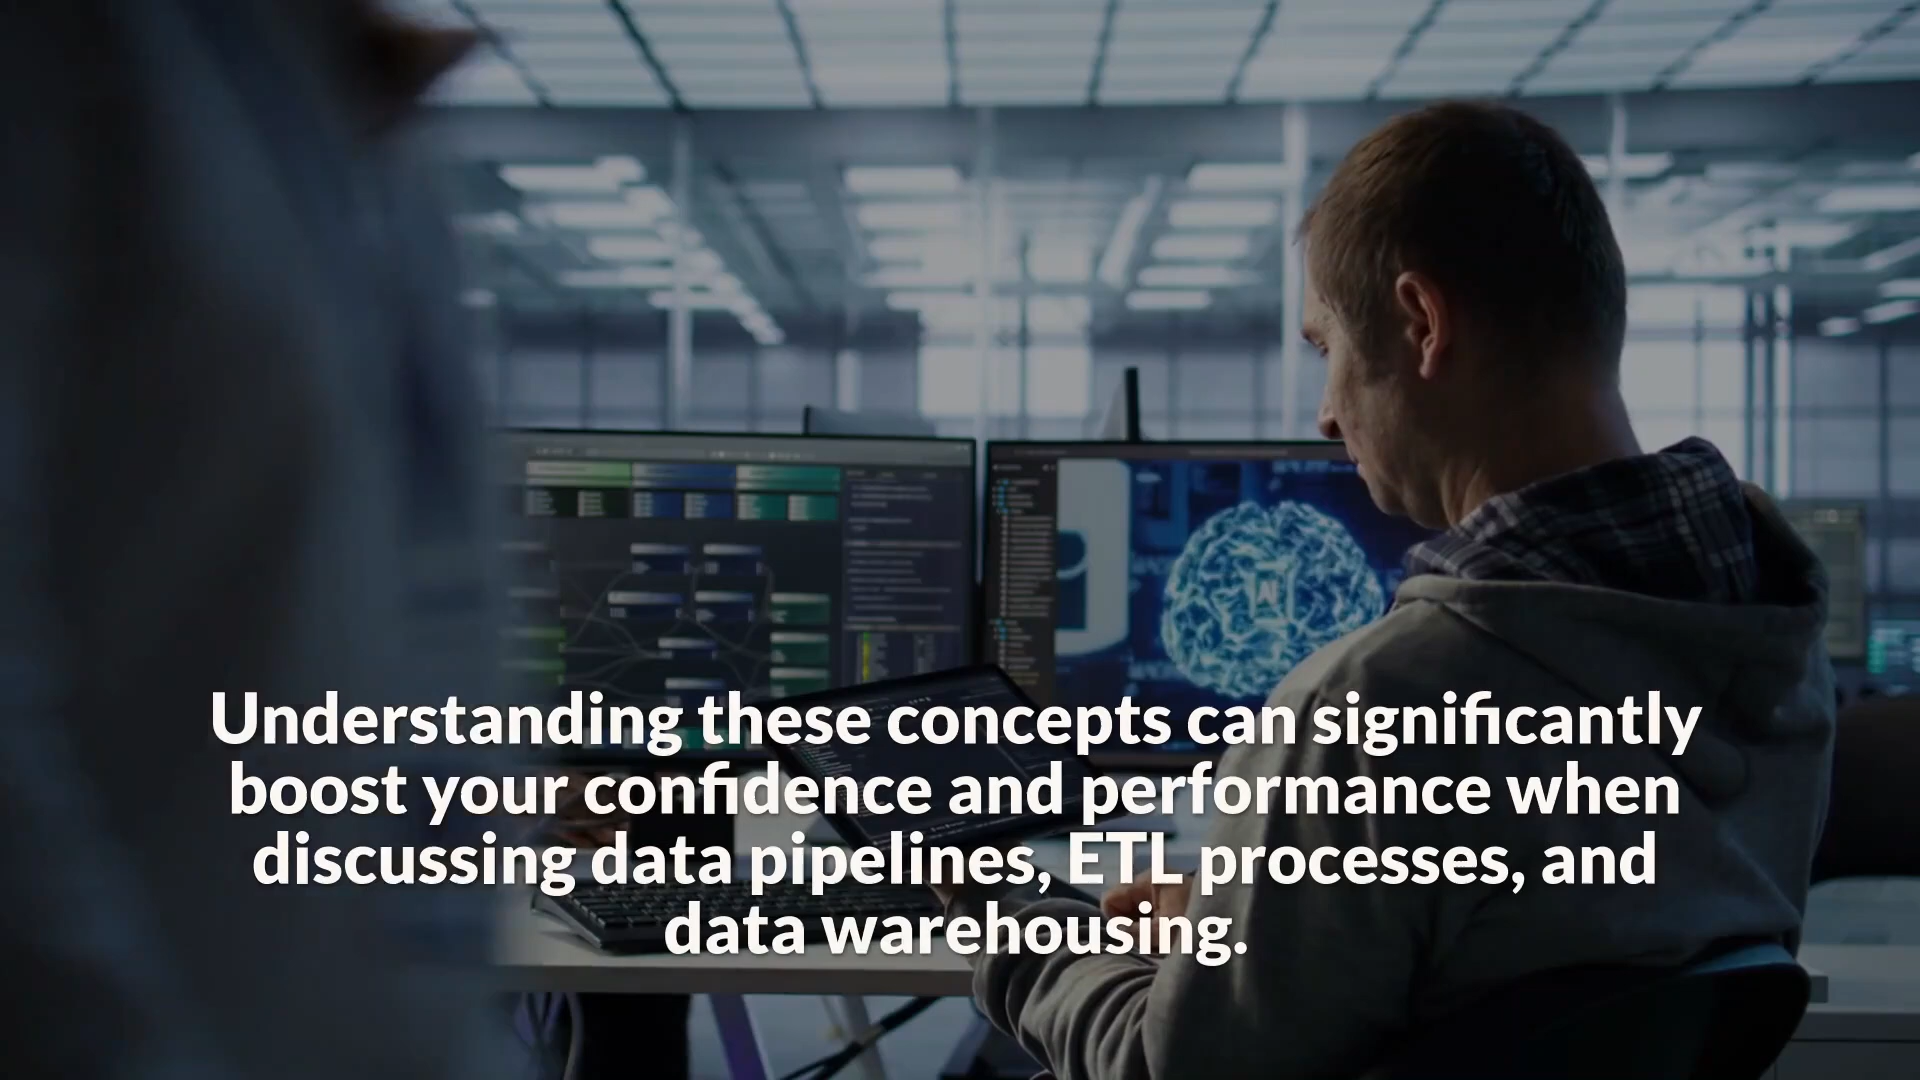 AI
Understanding these concepts can significantly
boost your confidence and performance when
discussing data pipelines, ETL processes, and
data warehousing.